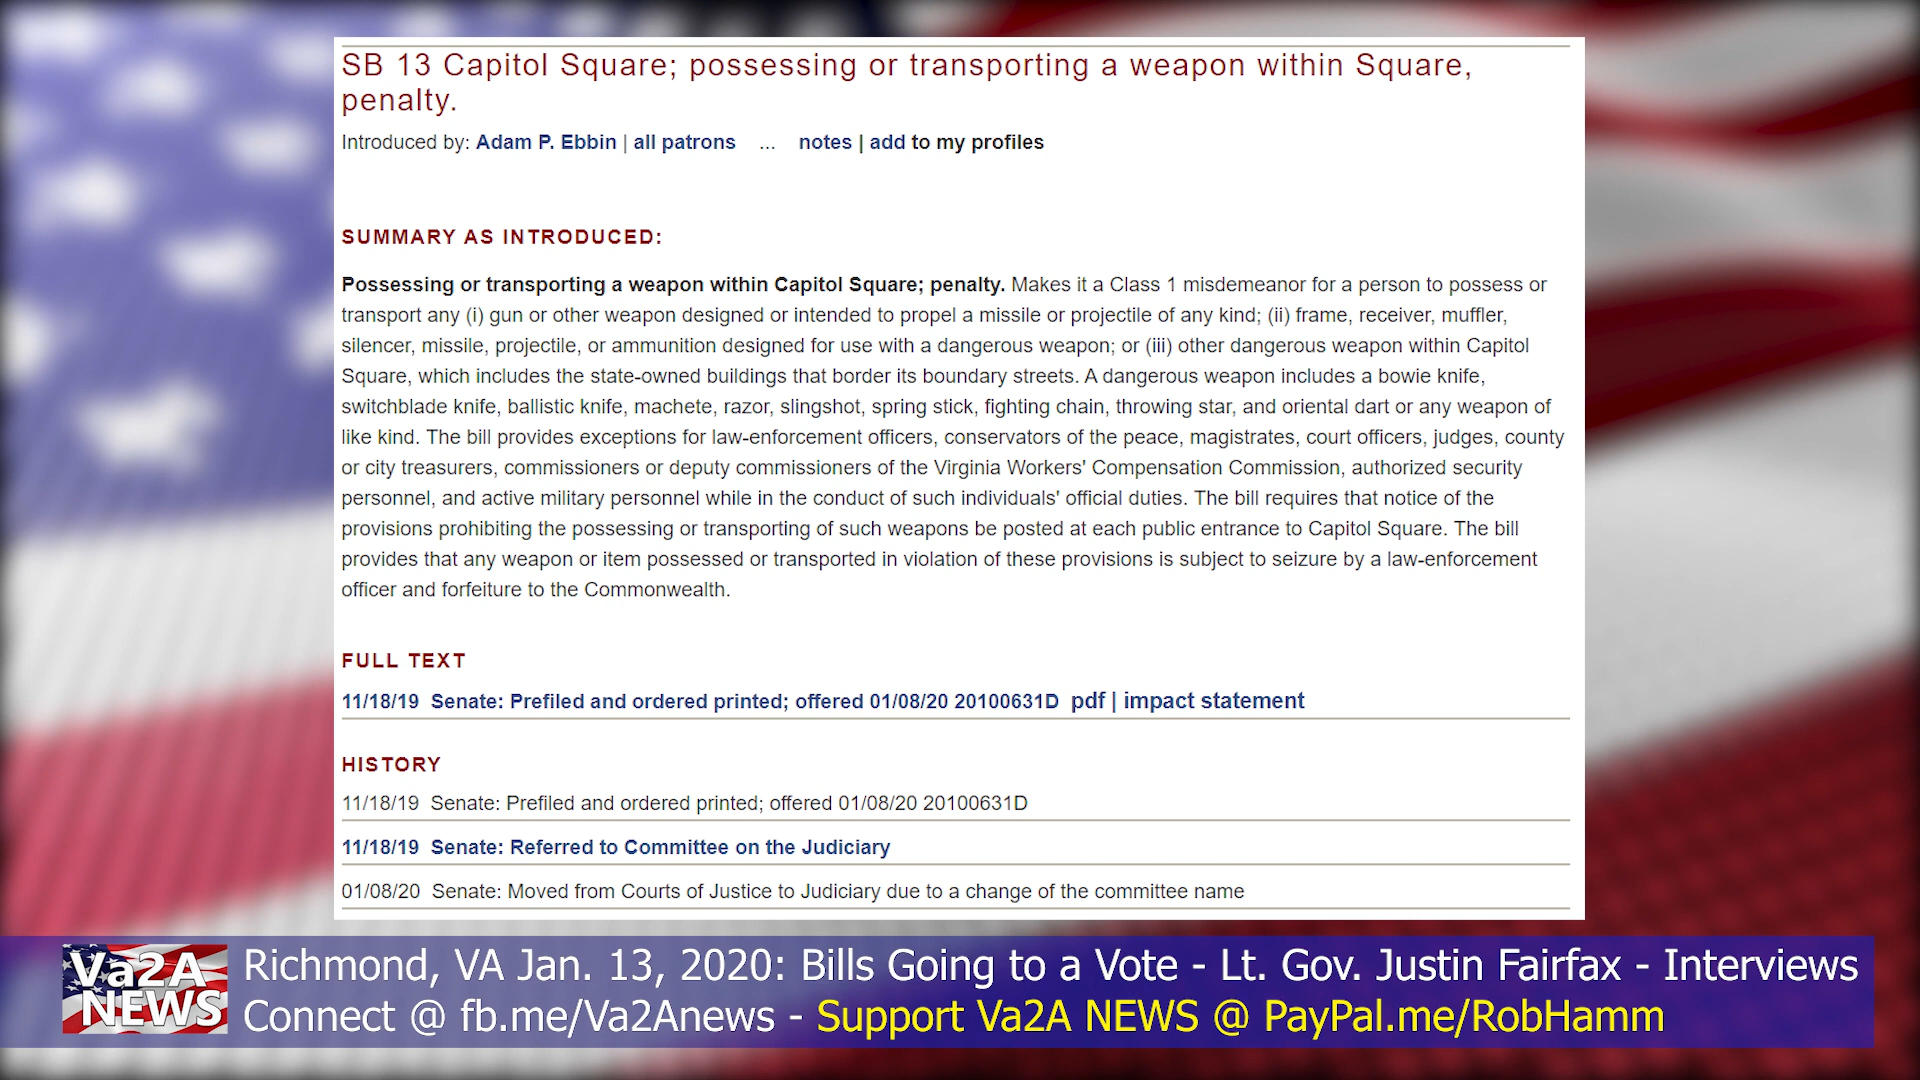 SB 13 Capitol Square; possessing or transporting a weapon within Square,
penalty.
Introduced by: Adam P. Ebbin | all patrons ... notes | add to my profiles
SUMMARY AS INTRODUCED:
Possessing or transporting a weapon within Capitol Square; penalty. Makes it a Class 1 misdemeanor for a person to possess or
transport any (i) gun or other weapon designed or intended to propel a missile or projectile of any kind; (ii) frame, receiver, muffler,
silencer, missile, projectile, or ammunition designed for use with a dangerous weapon; or (iii) other dangerous weapon within Capitol
Square, which includes the state-owned buildings that border its boundary streets. A dangerous weapon includes a bowie knife,
switchblade knife, ballistic knife, machete, razor, slingshot, spring stick, fighting chain, throwing star, and oriental dart or any weapon of
like kind. The bill provides exceptions for law-enforcement officers, conservators of the peace, magistrates, court officers, judges, county
or city treasurers, commissioners or deputy commissioners of the Virginia Workers' Compensation Commission, authorized security
personnel, and active military personnel while in the conduct of such individuals' official duties. The bill requires that notice of the
provisions prohibiting the possessing or transporting of such weapons be posted at each public entrance to Capitol Square. The bill
provides that any weapon or item possessed or transported in violation of these provisions is subject to seizure by a law-enforcement
officer and forfeiture to the Commonwealth.
FULL TEXT
11/18/19 Senate: Prefiled and ordered printed; offered 01/08/20 20100631D pdf | impact statement
HISTORY
11/18/19 Senate: Prefiled and ordered printed; offered 01/08/20 20100631D
11/18/19 Senate: Referred to Committee on the Judiciary
01/08/20 Senate: Moved from Courts of Justice to Judiciary due to a change of the committee name
Va2A
NEWS
Richmond, VA Jan. 13, 2020: Bills Going to a Vote - Lt. Gov. Justin Fairfax - Interviews
Connect @ fb.me/Va2Anews - Support Va2A NEWS @ PayPal.me/RobHamm